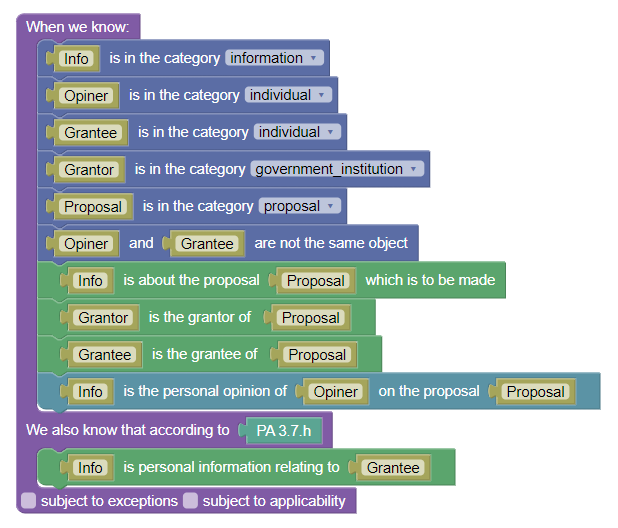 When we know:
Info is in the category information
Opiner is in the category individual
Grantee is in the category individual
Grantor is in the category government_institution
Proposal is in the category proposal
Opiner and Grantee are not the same object
Info is about the proposal Proposal which is to be made
Grantor is the grantor of Proposal
Grantee is the grantee of Proposal
Info is the personal opinion of Opiner on the proposal Proposal
We also know that according to PA 3.7.h
Info is personal information relating to Grantee
subject to exceptions subject to applicability